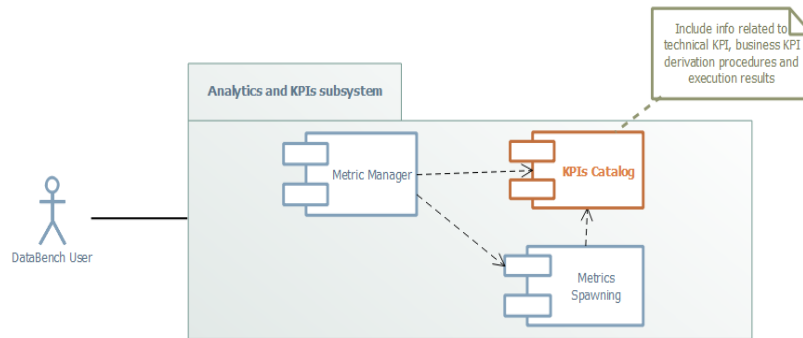 Include info related to
technical KPI, business KPI
derivation procedures and
execution results
Analytics and KPIs subsystem
Metric Manager
KPIs Catalog
DataBench User
Metrics
Spawning